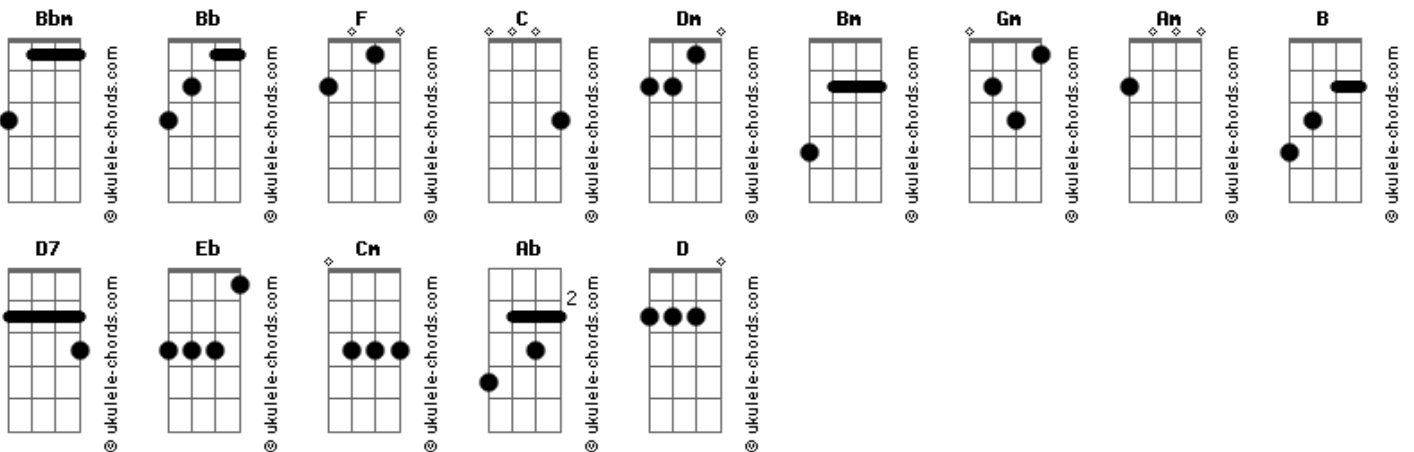 Bbm Bb F C Dm Bm Gm Am B
© ukulele-chords.com © ukulele-chords.com © ukulele-chords.com © ukulele-chords.com © ukulele-chords.com © ukulele-chords.com © ukulele-chords.com © ukulele-chords.com © ukulele-chords.com
D7 Eb Cm Ab D
2
© ukulele-chords.com © ukulele-chords.com © ukulele-chords.com © ukulele-chords.com © ukulele-chords.com